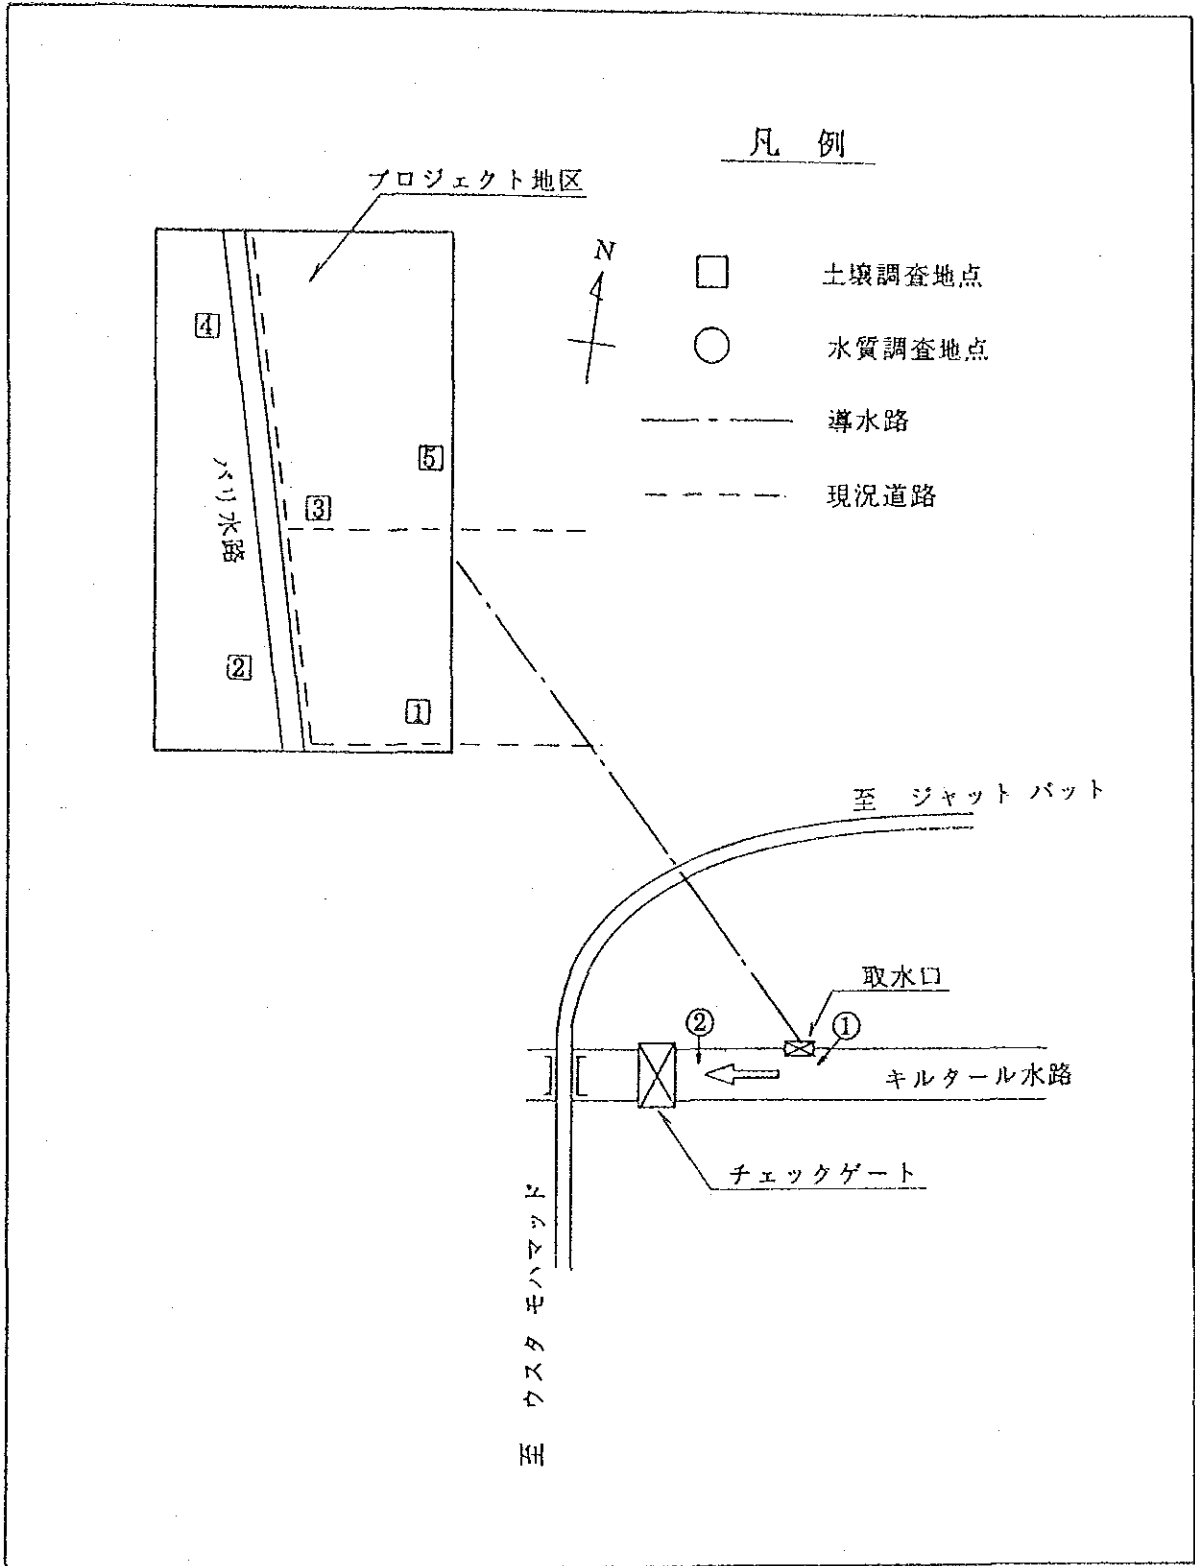 凡 例
プロジェクト地区
N
土壌調査地点
水質調査地点
導水路
現況道路
4
5
3
バリ水路
2
1
至 ジャット パット
取水口
②
①
キルタール水路
チェックゲート
至 ウスタ モハマッド